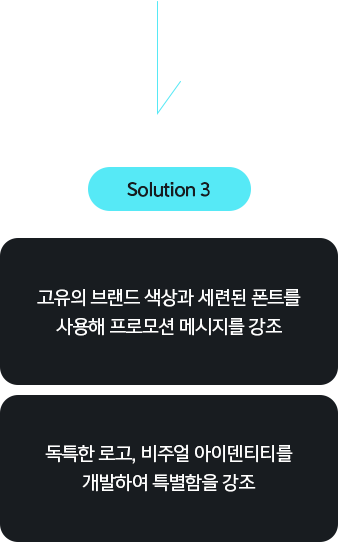 Solution 3
고유의 브랜드 색상과 세련된 폰트를
사용해 프로모션 메시지를 강조
독특한 로고, 비주얼 아이덴티티를
개발하여 특별함을 강조